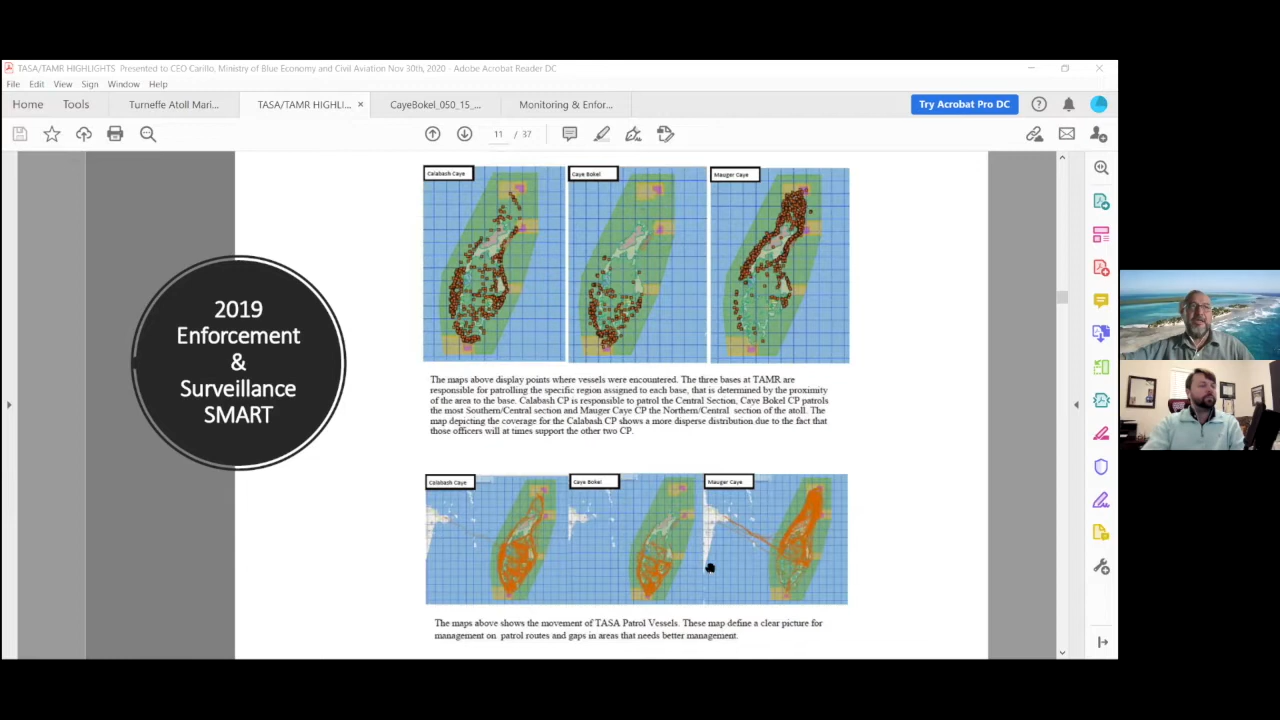 TASA/TAMR HIGHLIGHTS Presented to CEO Carillo, Ministry of Blue Economy and Civil Aviation Nov 30th, 2020 - Adobe Acrobat Reader DC
File Edit View Sign Window Help
Home Tools Turneffe Atoll Mari... TASA/TAMR HIGHLI... × CayeBokel_050_15_... Monitoring & Enfor... Try Acrobat Pro DC
11 / 37
Calabash Caye Caye Bokel Mauger Caye
2019
Enforcement
&
Surveillance
SMART
The maps above display points where vessels were encountered. The three bases at TAMR are
responsible for patrolling the specific region assigned to each base, that is determined by the proximity
of the area to the base. Calabash CP is responsible to patrol the Central Section, Caye Bokel CP patrols
the most Southern/Central section and Mauger Caye CP the Northern/Central section of the atoll. The
map depicting the coverage for the Calabash CP shows a more disperse distribution due to the fact that
those officers will at times support the other two CP.
Calabash Caye Caye Bokel Mauger Caye
The maps above shows the movement of TASA Patrol Vessels. These map define a clear picture for
management on patrol routes and gaps in areas that needs better management.